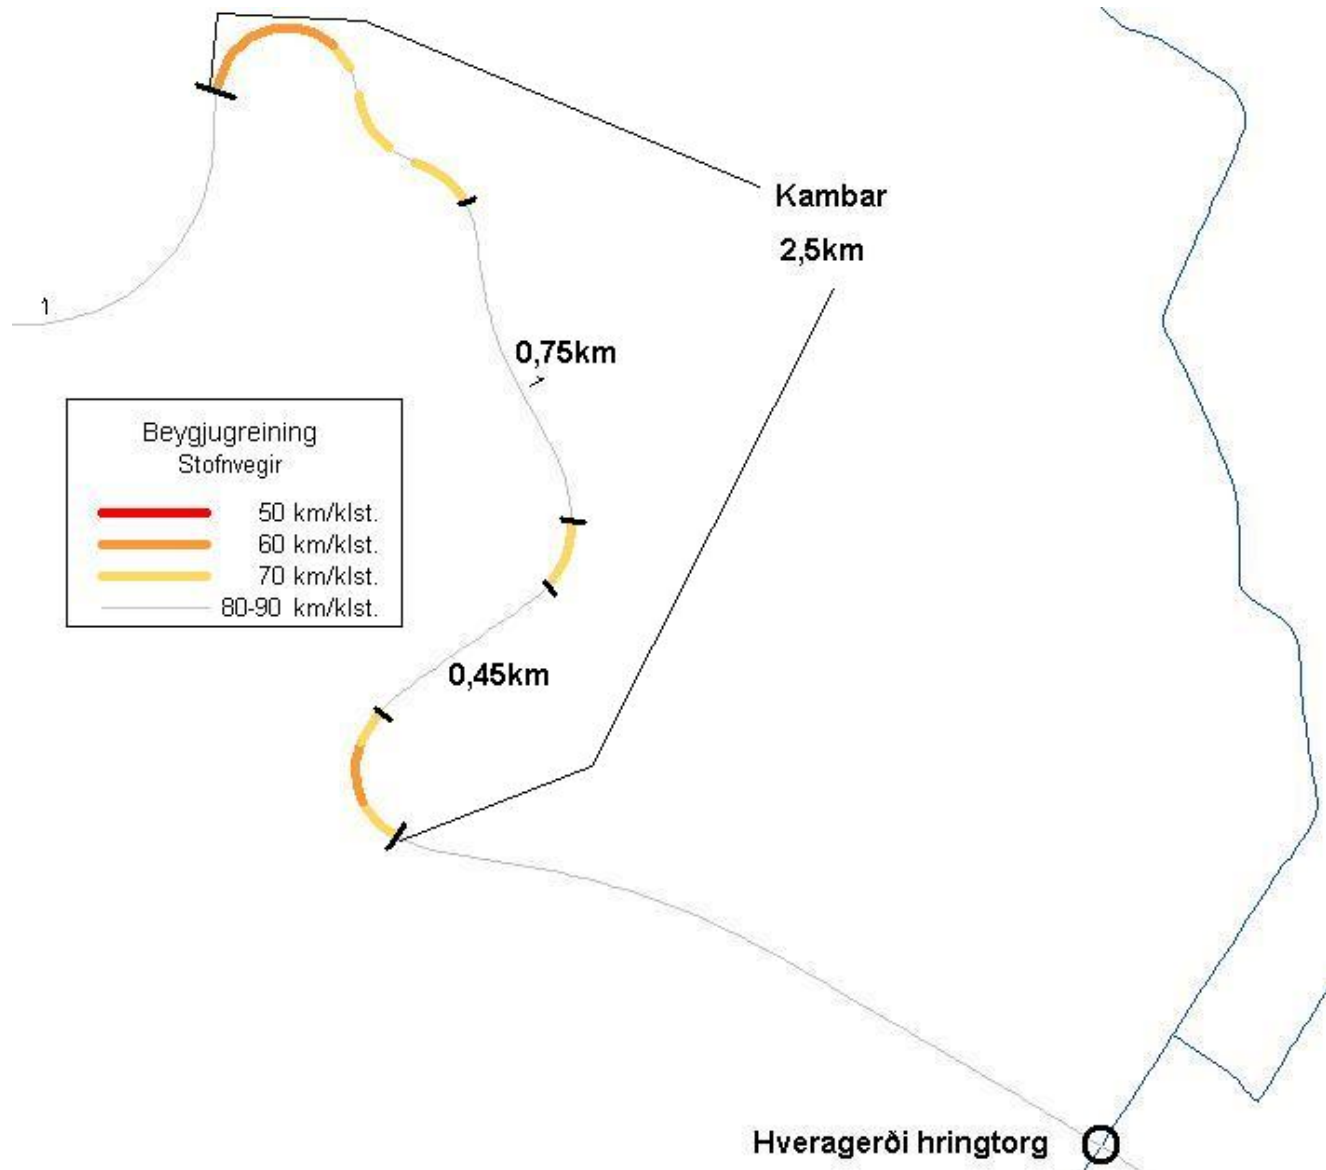 Kambar
2,5km
1
0,75km
Beygjugreining
Stofnvegir
50 km/klst.
60 km/klst.
70 km/klst.
80-90 km/klst.
0,45km
Hveragerði hringtorg